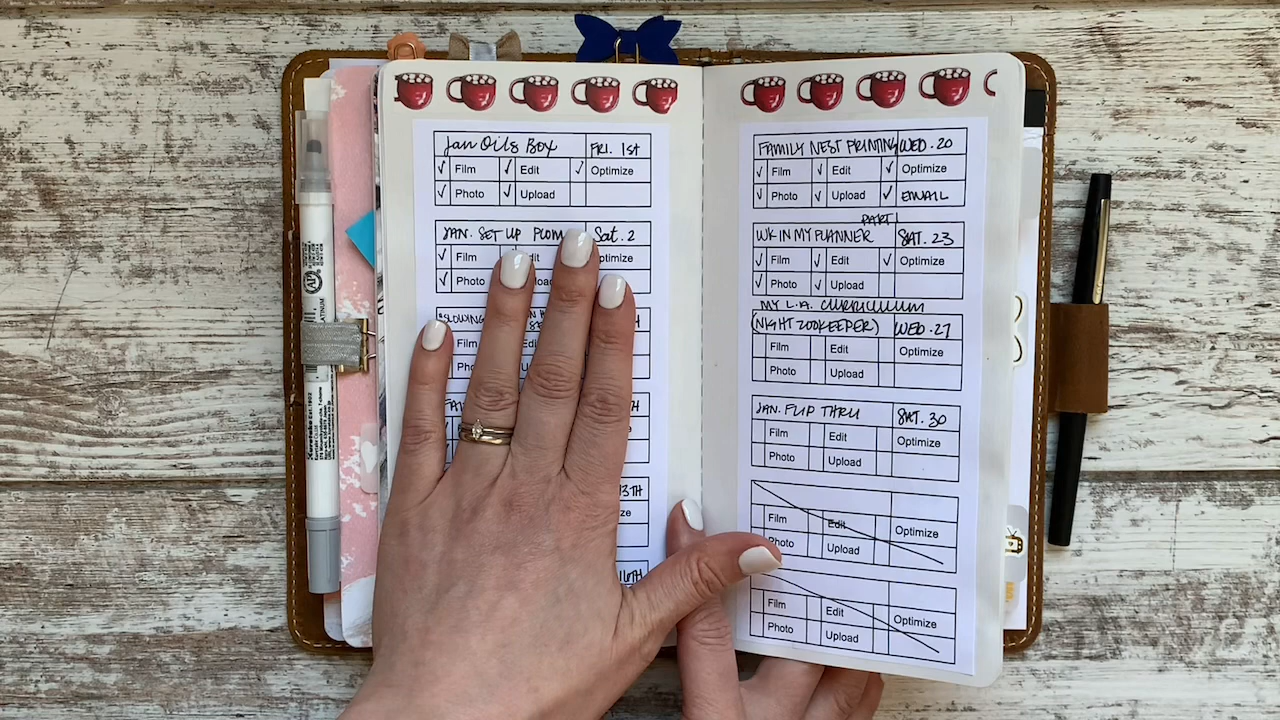 Jan Oils Box FRI. 1st
✓ Film ✓ Edit ✓ Optimize
✓ Photo ✓ Upload
JAN. SET UP Sat. 2
✓ Film Optimize
✓ Photo
Film
13TH
16TH
FAMILY NEST PRINTING WED. 20
✓ Film ✓ Edit ✓ Optimize
✓ Photo ✓ Upload ✓ EMAIL
PART 1
WK IN MY PLANNER SAT. 23
✓ Film ✓ Edit ✓ Optimize
✓ Photo ✓ Upload
MY L.A. CURRICULUM
(NIGHT ZOOKEEPER) WED. 27
Film Edit Optimize
Photo Upload
JAN. FLIP THRU SAT. 30
Film Edit Optimize
Photo Upload
Film Edit Optimize
Photo Upload
Film Edit Optimize
Photo Upload